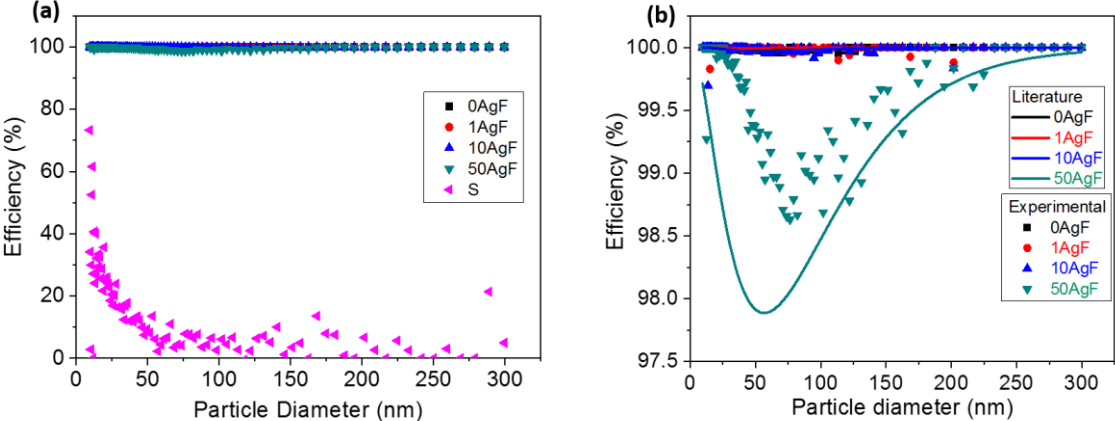 (a)
Efficiency (%)
100
80
60
40
20
0
0AgF
1AgF
10AgF
50AgF
S
0
50
100
150
200
250
300
Particle Diameter (nm)
(b)
Efficiency (%)
100.0
99.5
99.0
98.5
98.0
97.5
Literature
0AgF
1AgF
10AgF
50AgF
Experimental
0AgF
1AgF
10AgF
50AgF
0
50
100
150
200
250
300
Particle diameter (nm)